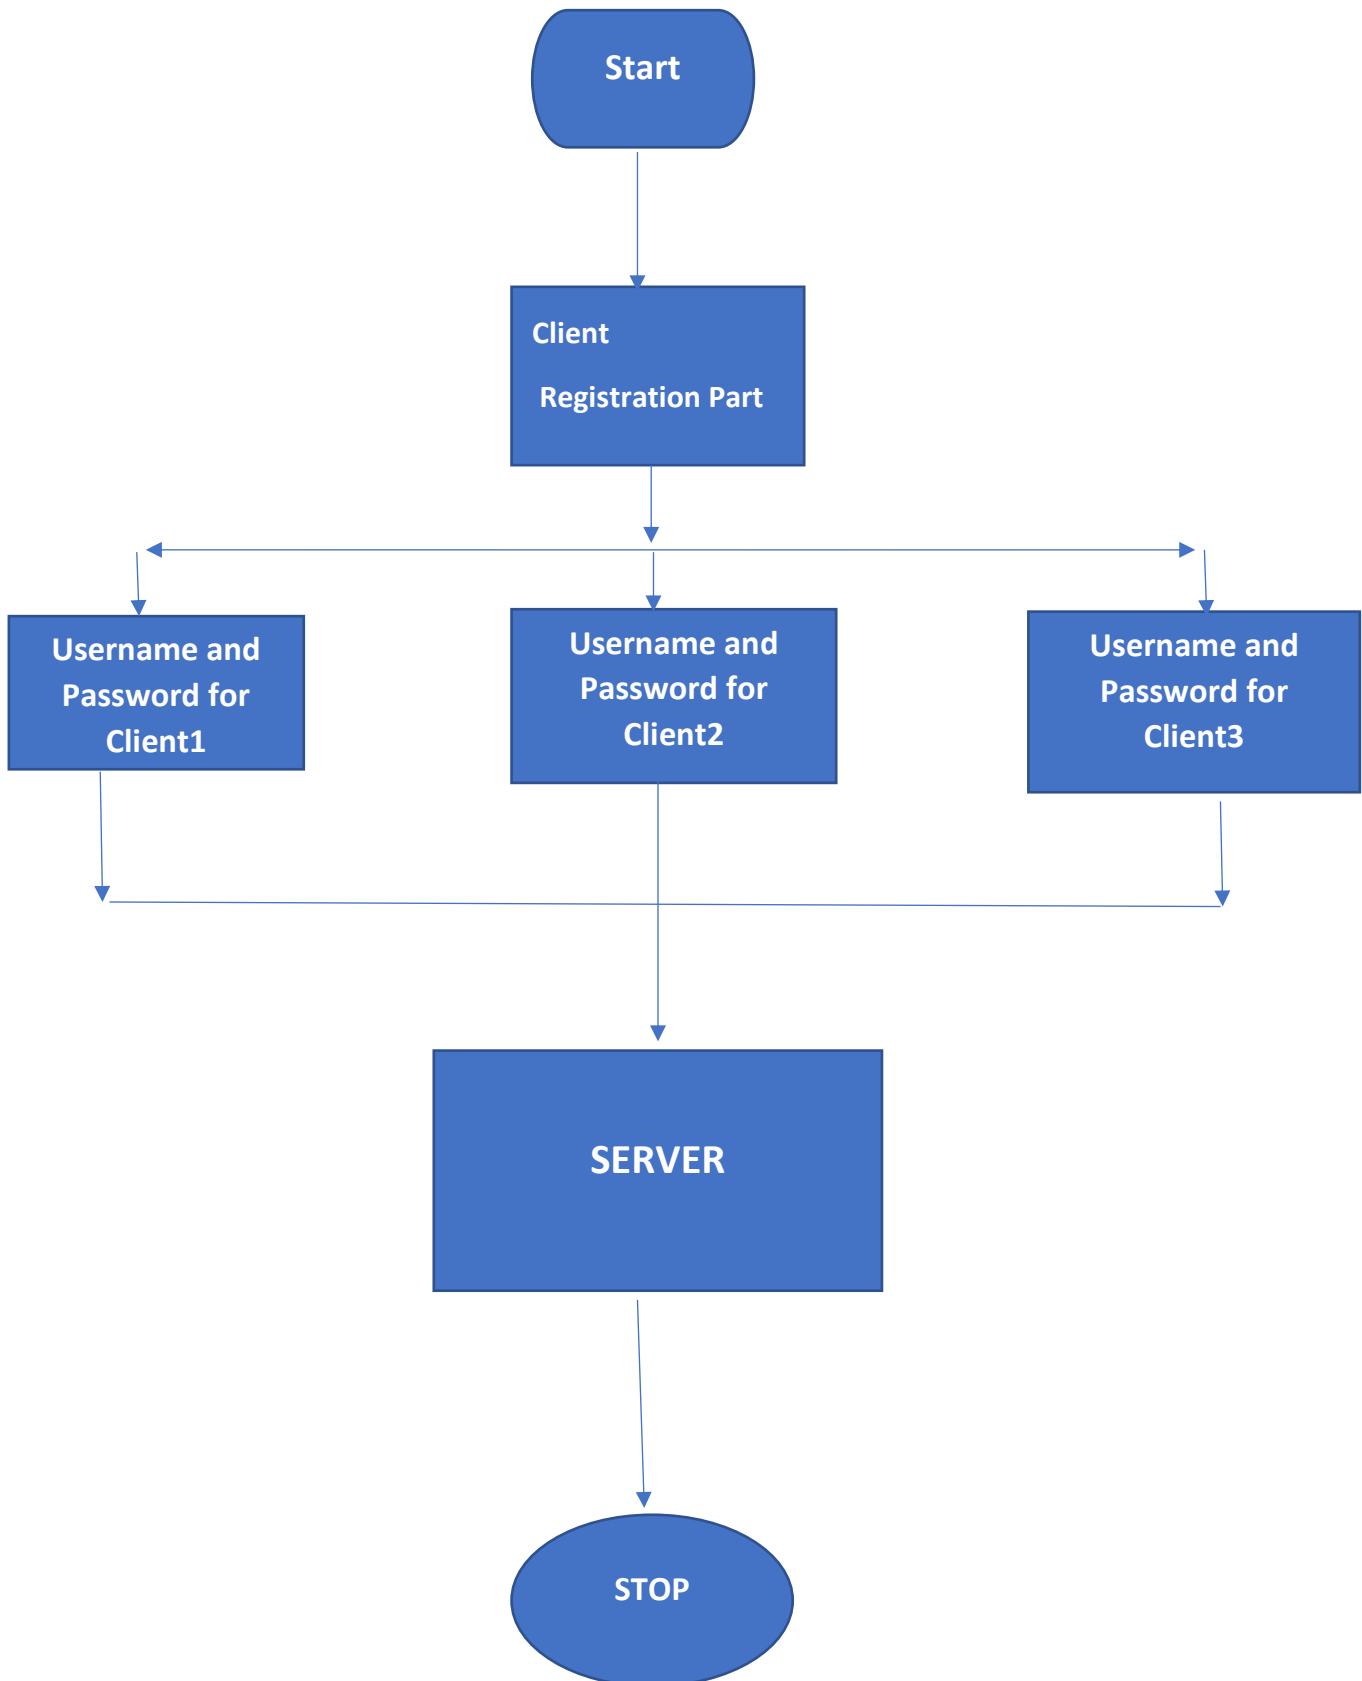 Start
Client
Registration Part
Username and
Password for
Client1
Username and
Password for
Client2
Username and
Password for
Client3
SERVER
STOP